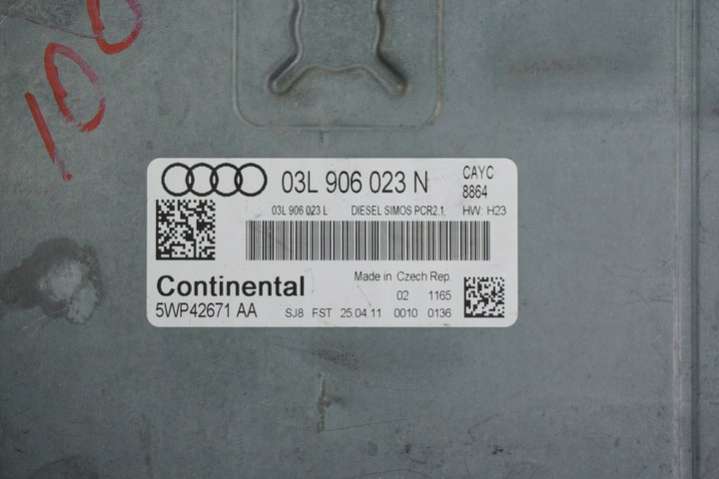 100
03L 906 023 N
CAYC
8864
03L 906 023 L DIESEL SIMOS PCR2.1 HW: H23
Continental
Made in Czech Rep.
02 1165
5WP42671 AA SJ8 FST 25.04.11 0010 0136